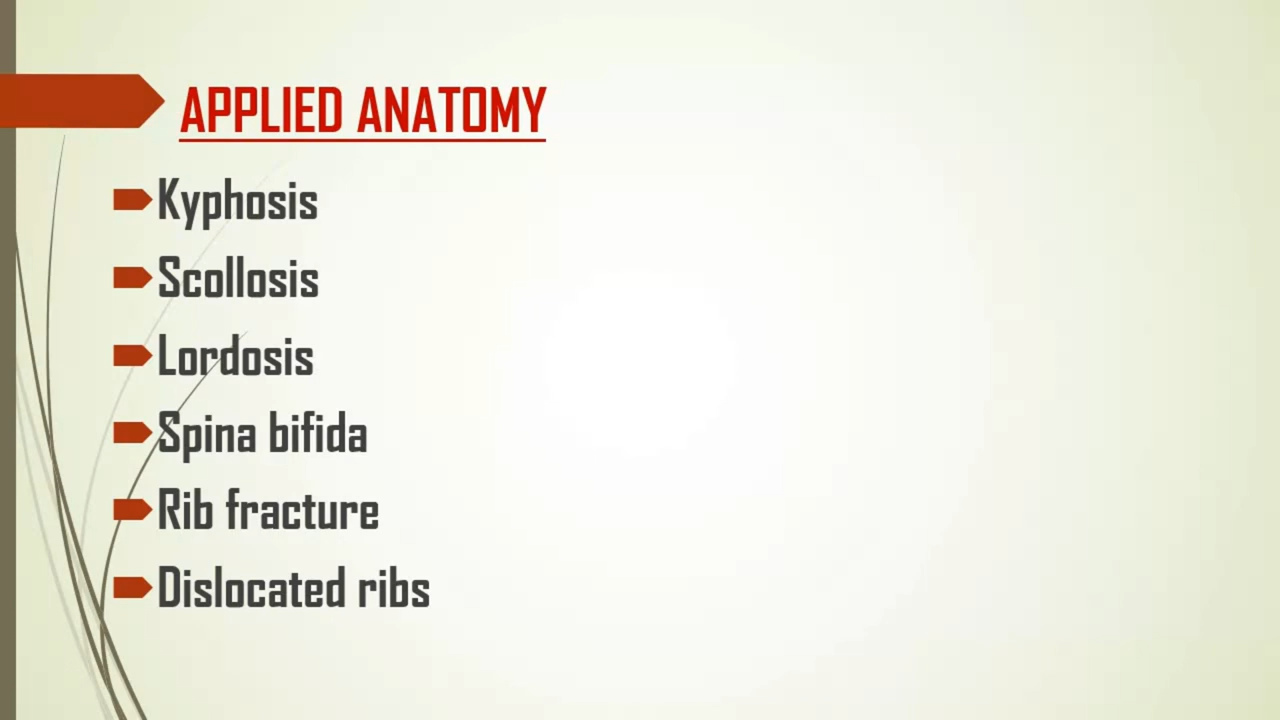 APPLIED ANATOMY
Kyphosis
Scollosis
Lordosis
Spina bifida
Rib fracture
Dislocated ribs